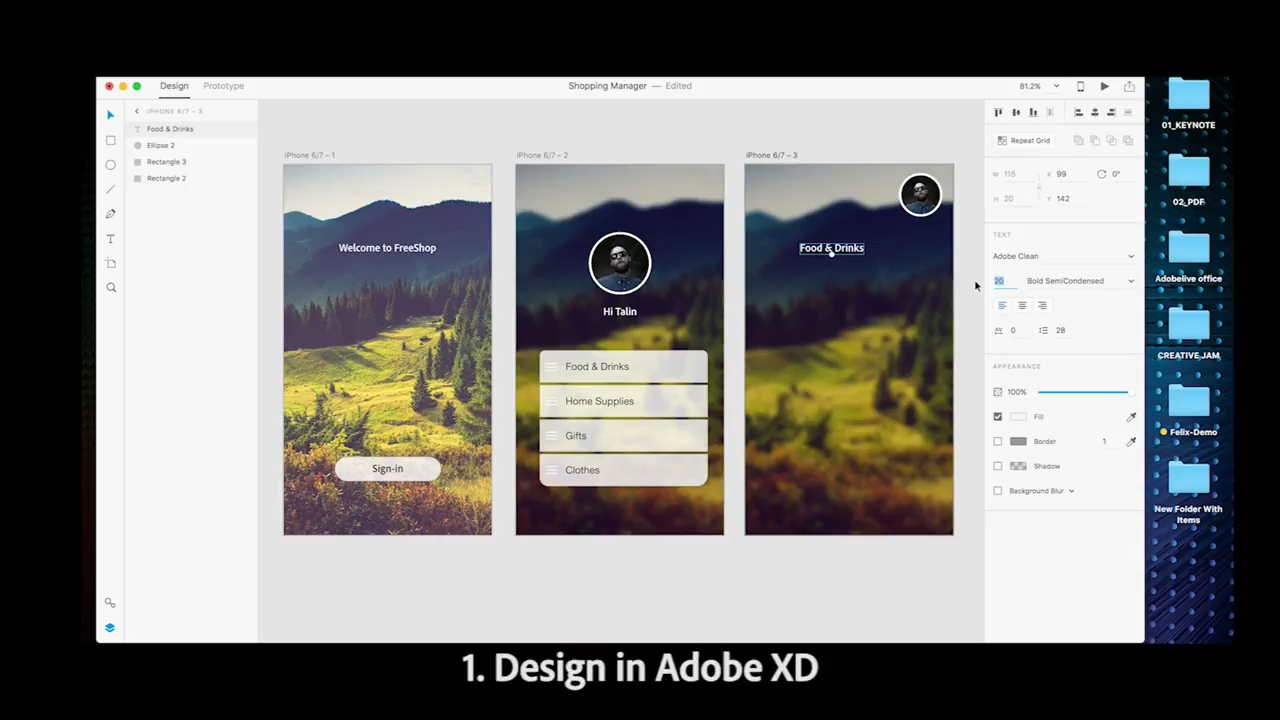 Design
Prototype
Shopping Manager — Edited
81.2%
IPHONE 6/7 – 3
Food & Drinks
Ellipse 2
Rectangle 3
Rectangle 2
iPhone 6/7 – 1
Welcome to FreeShop
Sign-in
iPhone 6/7 – 2
Hi Talin
Food & Drinks
Home Supplies
Gifts
Clothes
iPhone 6/7 – 3
Food & Drinks
Repeat Grid
W 115 X 99 0°
H 20 Y 142
TEXT
Adobe Clean
20 Bold SemiCondensed
0 28
APPEARANCE
100%
Fill
Border 1
Shadow
Background Blur
01_KEYNOTE
02_PDF
Adobelive office
CREATIVE JAM
Felix-Demo
New Folder With
Items
1. Design in Adobe XD